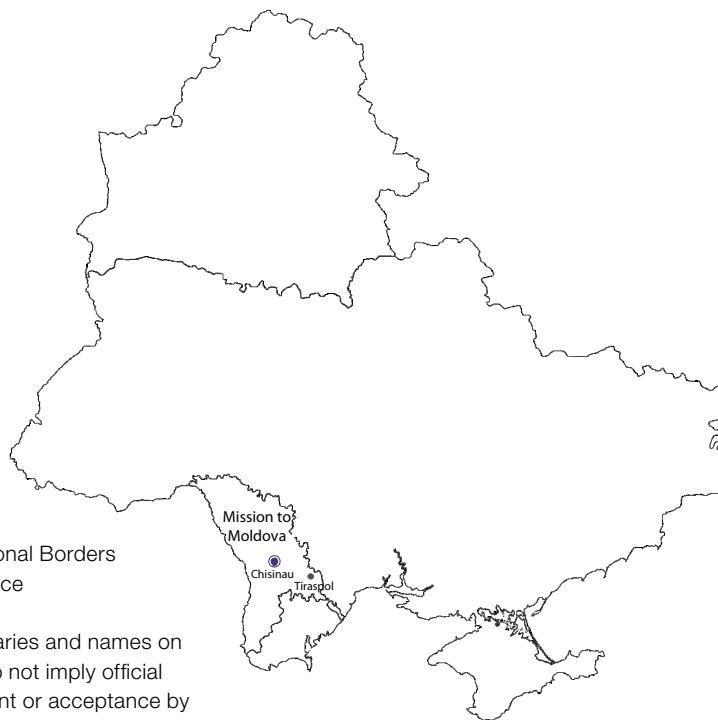 Mission to
Moldova
Chisinau
Tiraspol
onal Borders
ce
aries and names on
o not imply official
nt or acceptance by